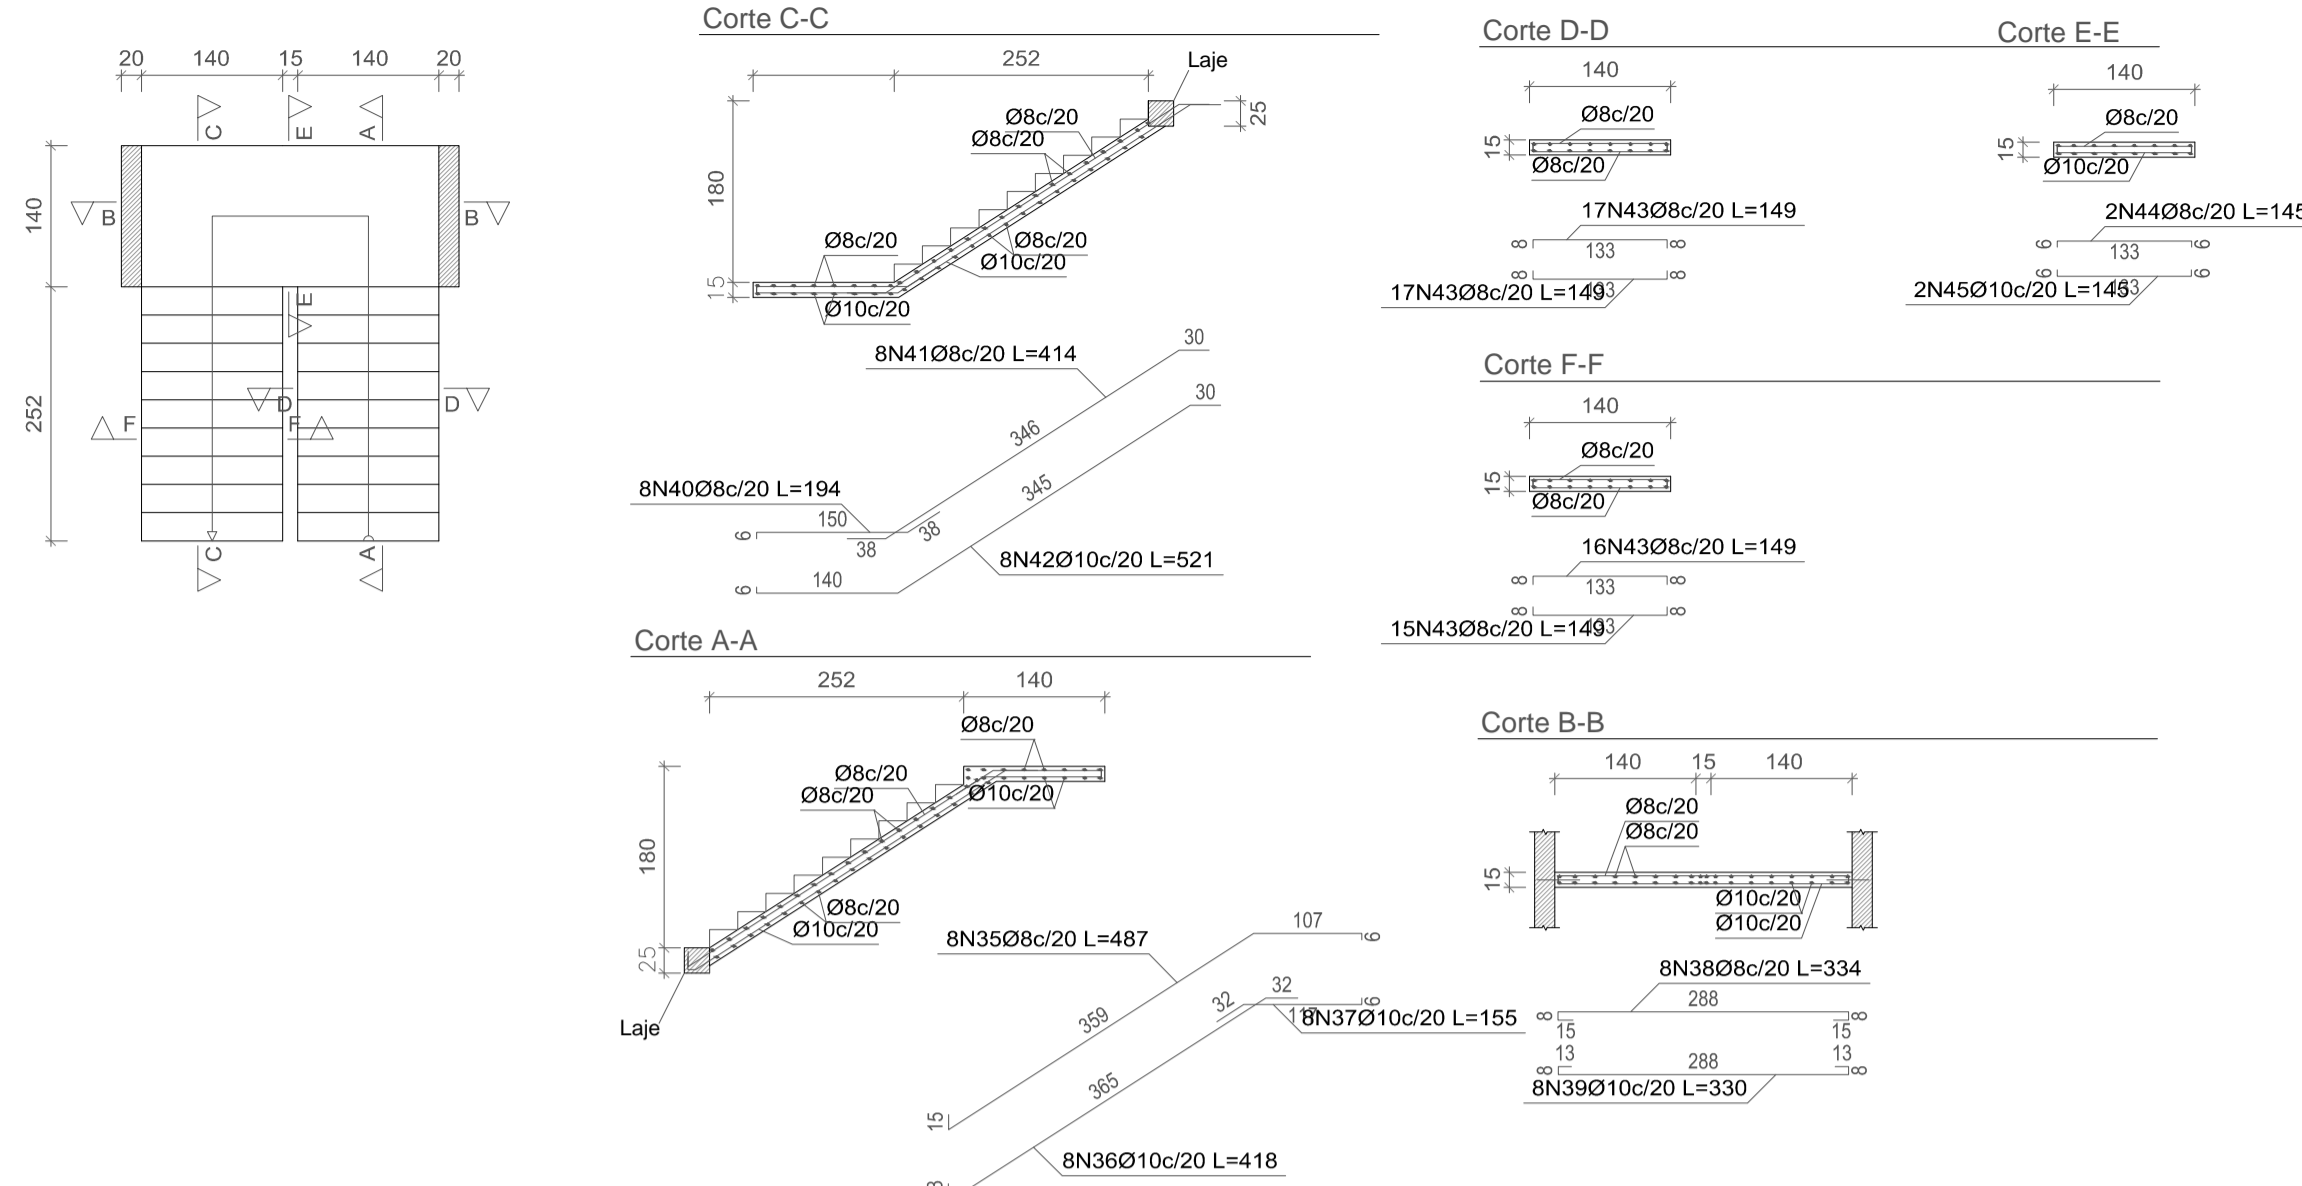 20 140 15 140 20
C E A
140
B B
E
252
D D
F F
C A
Corte C-C
252
Laje
25
Ø8c/20
Ø8c/20
180
Ø8c/20
Ø8c/20
Ø10c/20
15
Ø10c/20
30
8N41Ø8c/20 L=414
30
346
345
8N40Ø8c/20 L=194
150
6
38
38
8N42Ø10c/20 L=521
140
6
Corte A-A
252 140
Ø8c/20
Ø8c/20
Ø8c/20
Ø10c/20
180
Ø8c/20
Ø10c/20
25
Laje
107
6
8N35Ø8c/20 L=487
32
32
6
117
8N37Ø10c/20 L=155
359
365
15
8N36Ø10c/20 L=418
Corte D-D
140
Ø8c/20
15
Ø8c/20
17N43Ø8c/20 L=149
8 133 8
8 133 8
17N43Ø8c/20 L=149
Corte E-E
140
Ø8c/20
15
Ø10c/20
2N44Ø8c/20 L=145
6 133 6
6 133 6
2N45Ø10c/20 L=145
Corte F-F
140
Ø8c/20
15
Ø8c/20
16N43Ø8c/20 L=149
8 133 8
8 133 8
15N43Ø8c/20 L=149
Corte B-B
140 15 140
Ø8c/20
Ø8c/20
15
Ø10c/20
Ø10c/20
8N38Ø8c/20 L=334
288
8 8
15 15
13 13
288
8 8
8N39Ø10c/20 L=330